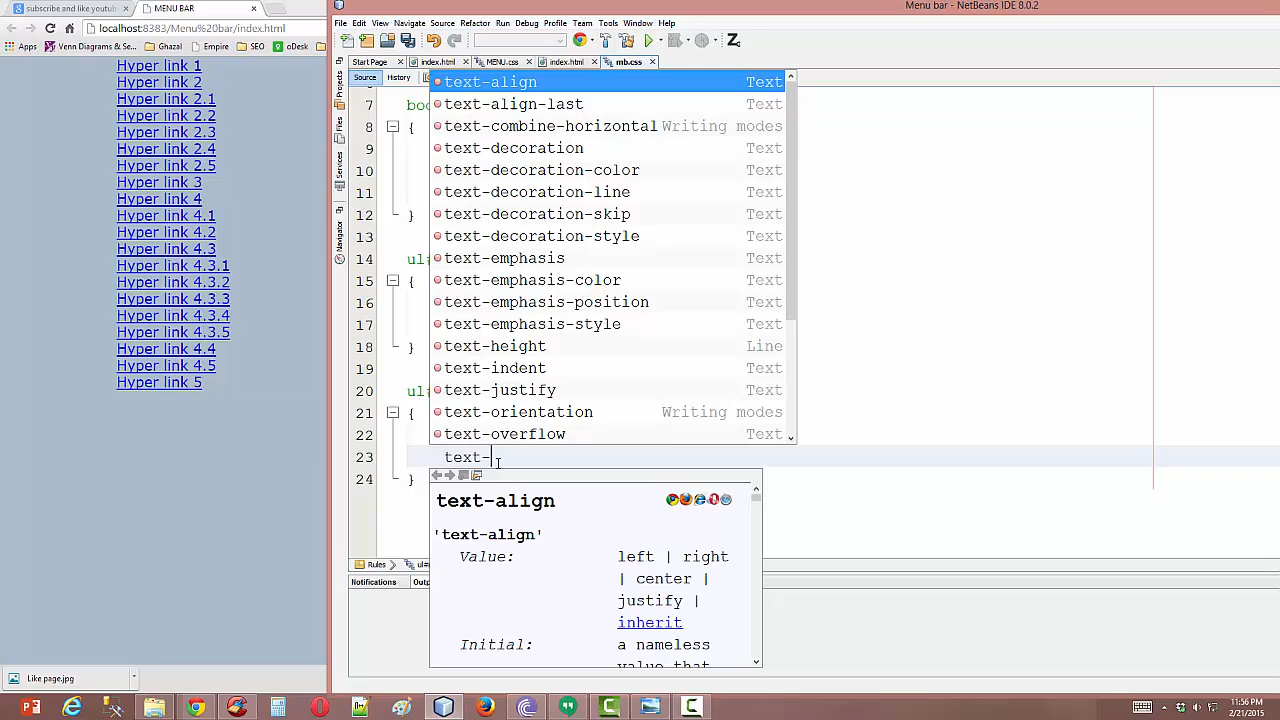 subscribe and like youtub
MENU BAR
Menu bar - NetBeans IDE 8.0.2
localhost:8383/Menu%20bar/index.html
File Edit View Navigate Source Refactor Run Debug Profile Team Tools Window Help
Apps Venn Diagrams... Ghazal Empire SEO oDesk
Start Page index.html MENU.css index.html mb.css
Source History
Projects
Files
Services
Navigator
Hyper link 1
Hyper link 2
Hyper link 2.1
Hyper link 2.2
Hyper link 2.3
Hyper link 2.4
Hyper link 2.5
Hyper link 3
Hyper link 4
Hyper link 4.1
Hyper link 4.2
Hyper link 4.3
Hyper link 4.3.1
Hyper link 4.3.2
Hyper link 4.3.3
Hyper link 4.3.4
Hyper link 4.3.5
Hyper link 4.4
Hyper link 4.5
Hyper link 5
7 bod
8 {
9
10
11
12 }
13
14 ul#
15 {
16
17
18 }
19
20 ul#
21 {
22
23 text-
24 }
text-align Text
text-align-last Text
text-combine-horizontal Writing modes
text-decoration Text
text-decoration-color Text
text-decoration-line Text
text-decoration-skip Text
text-decoration-style Text
text-emphasis Text
text-emphasis-color Text
text-emphasis-position Text
text-emphasis-style Text
text-height Line
text-indent Text
text-justify Text
text-orientation Writing modes
text-overflow Text
text-align
'text-align'
Value: left | right
| center |
justify |
inherit
Initial: a nameless
value that
Rules ul#
Notifications Outp
Like page.jpg
11:56 PM
2/21/2015